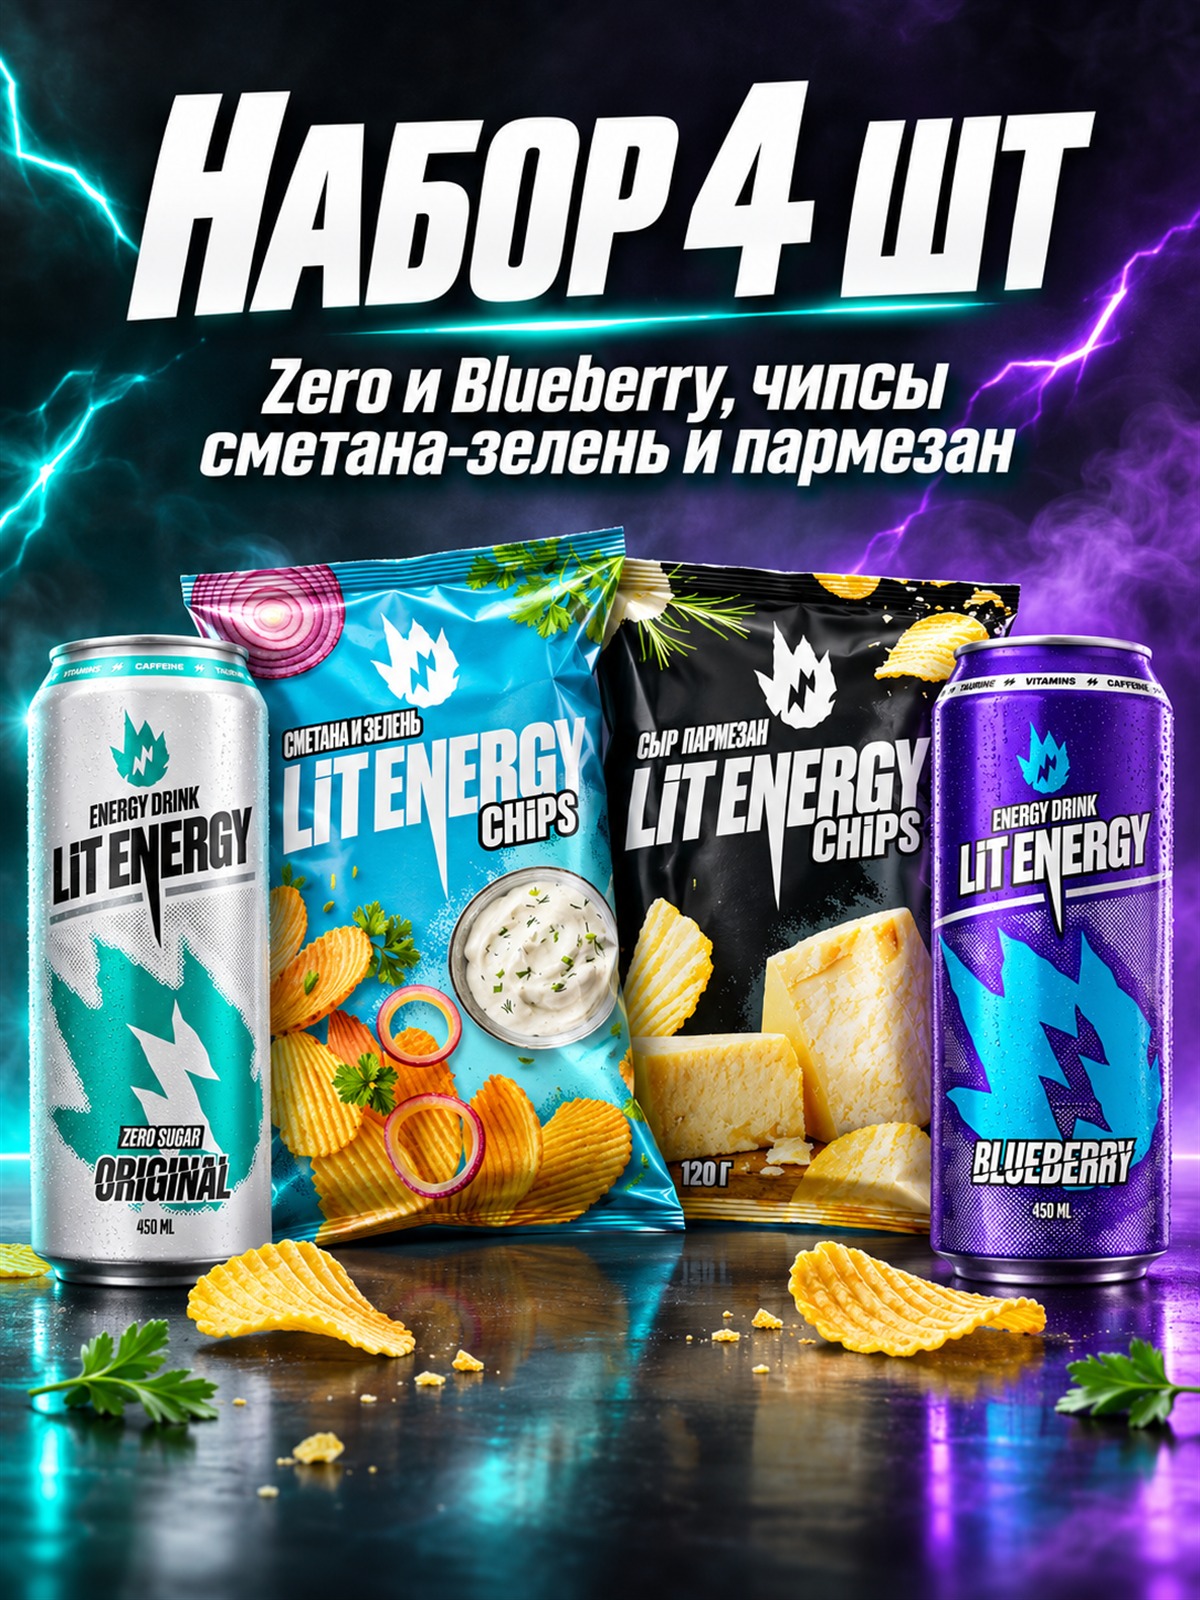 НАБОР 4 ШТ
Zero и Blueberry, чипсы
сметана-зелень и пармезан
VITAMINS CAFFEINE
ENERGY DRINK
LiT ENERGY
ZERO SUGAR
ORIGINAL
450 ML
СМЕТАНА И ЗЕЛЕНЬ
LiT ENERGY
CHiPS
СЫР ПАРМЕЗАН
LiT ENERGY
CHiPS
120 Г
TAURINE VITAMINS CAFFEINE
ENERGY DRINK
LiT ENERGY
BLUEBERRY
450 ML